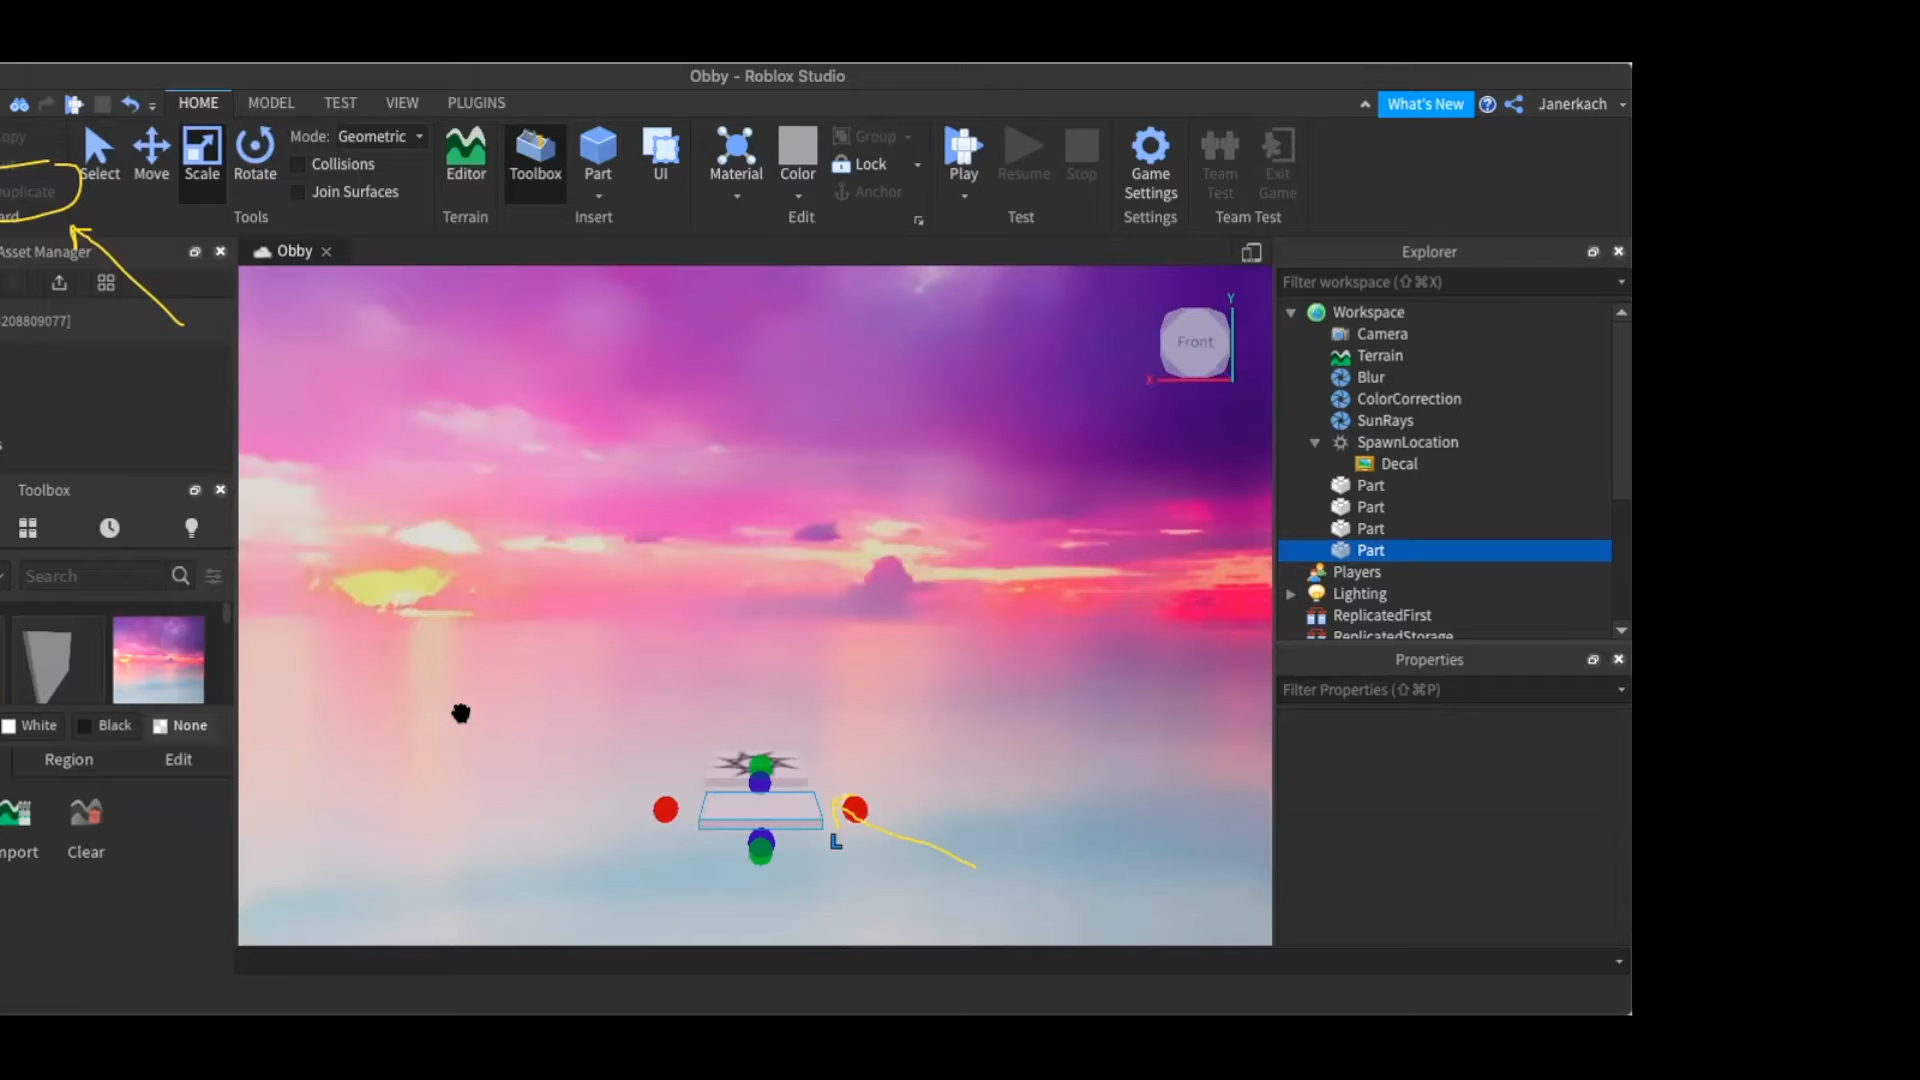 Obby - Roblox Studio
HOME MODEL TEST VIEW PLUGINS
What's New
Janerkach
Mode: Geometric
Group
Collisions
Lock
Select Move Scale Rotate
Editor Toolbox Part UI
Material Color
Play Resume Stop
Game Settings
Team Test
Exit Game
Join Surfaces
Anchor
Tools Terrain Insert Edit Test Settings Team Test
Asset Manager
Obby
Explorer
Filter workspace (⇧⌘X)
208809077]
Workspace
Camera
Terrain
Blur
ColorCorrection
SunRays
SpawnLocation
Decal
Part
Part
Part
Part
Players
Lighting
ReplicatedFirst
ReplicatedStorage
Front
Y
X
Toolbox
Search
White Black None
Region Edit
Clear
L
Properties
Filter Properties (⇧⌘P)